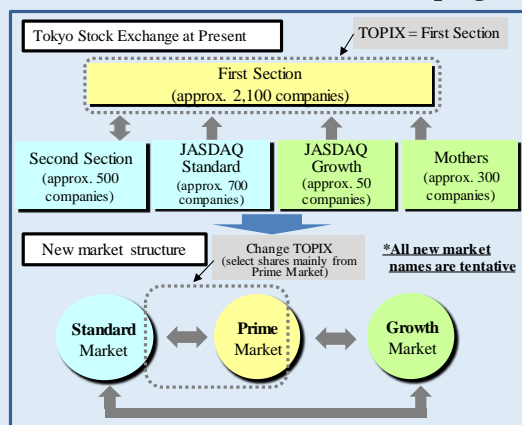 Tokyo Stock Exchange at Present
TOPIX = First Section
First Section
(approx. 2,100 companies)
Second Section
(approx. 500
companies)
JASDAQ
Standard
(approx. 700
companies)
JASDAQ
Growth
(approx. 50
companies)
Mothers
(approx. 300
companies)
New market structure
Change TOPIX
(select shares mainly from
Prime Market)
*All new market
names are tentative
Standard
Market
Prime
Market
Growth
Market